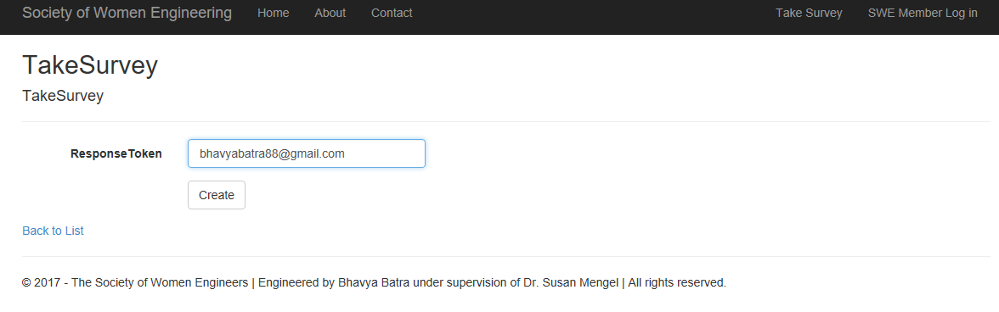 Society of Women Engineering Home About Contact Take Survey SWE Member Log in
TakeSurvey
TakeSurvey
ResponseToken bhavyabatra88@gmail.com
Create
Back to List
© 2017 - The Society of Women Engineers | Engineered by Bhavya Batra under supervision of Dr. Susan Mengel | All rights reserved.